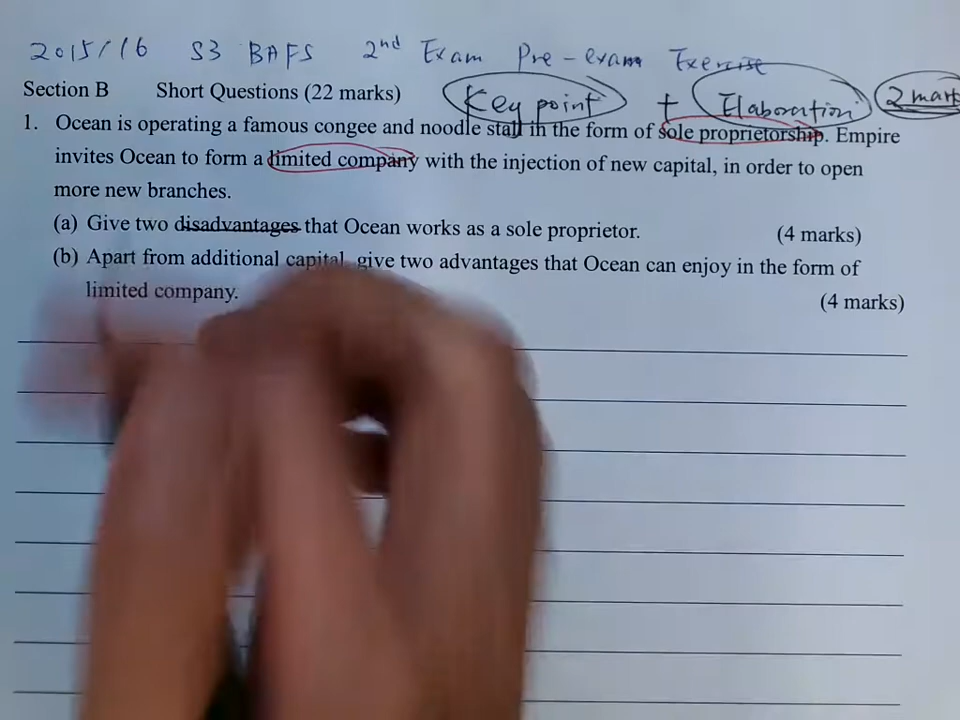 2015/16 S3 BAFS 2nd Exam Pre-exam Exercise
Section B Short Questions (22 marks)
Key point + Elaboration 2 mark
1. Ocean is operating a famous congee and noodle stall in the form of sole proprietorship. Empire
invites Ocean to form a limited company with the injection of new capital, in order to open
more new branches.
(a) Give two disadvantages that Ocean works as a sole proprietor. (4 marks)
(b) Apart from additional capital, give two advantages that Ocean can enjoy in the form of
limited company. (4 marks)